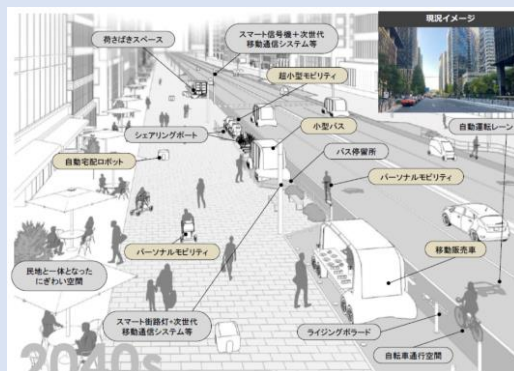 現況イメージ
荷さばきスペース
スマート信号機+次世代
移動通信システム等
超小型モビリティ
シェアリングポート
小型バス
自動運転レーン
自動宅配ロボット
バス停留所
パーソナルモビリティ
パーソナルモビリティ
移動販売車
民地と一体となった
にぎわい空間
スマート街路灯+次世代
移動通信システム等
ライジングボラード
自転車通行空間
2040s